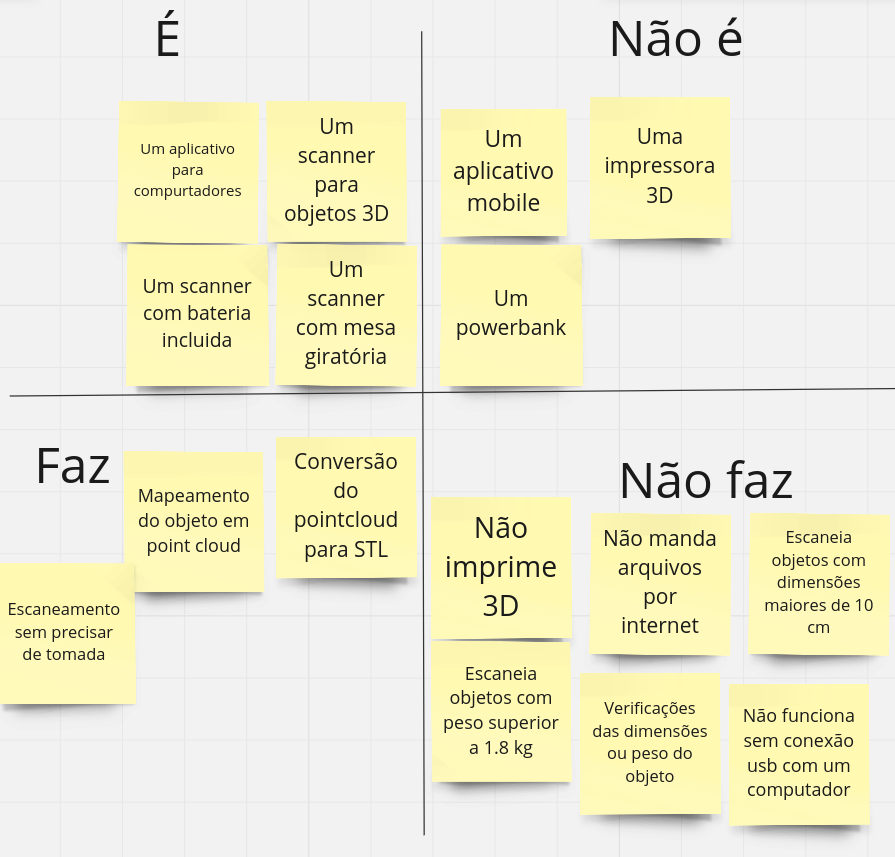 É
Um aplicativo
para
compurtadores
Um
scanner
para
objetos 3D
Um scanner
com bateria
incluida
Um
scanner
com mesa
giratória
Não é
Um
aplicativo
mobile
Uma
impressora
3D
Um
powerbank
Faz
Mapeamento
do objeto em
point cloud
Conversão
do
pointcloud
para STL
Escaneamento
sem precisar
de tomada
Não faz
Não
imprime
3D
Não manda
arquivos
por
internet
Escaneia
objetos com
dimensões
maiores de 10
cm
Escaneia
objetos com
peso superior
a 1.8 kg
Verificações
das dimensões
ou peso do
objeto
Não funciona
sem conexão
usb com um
computador